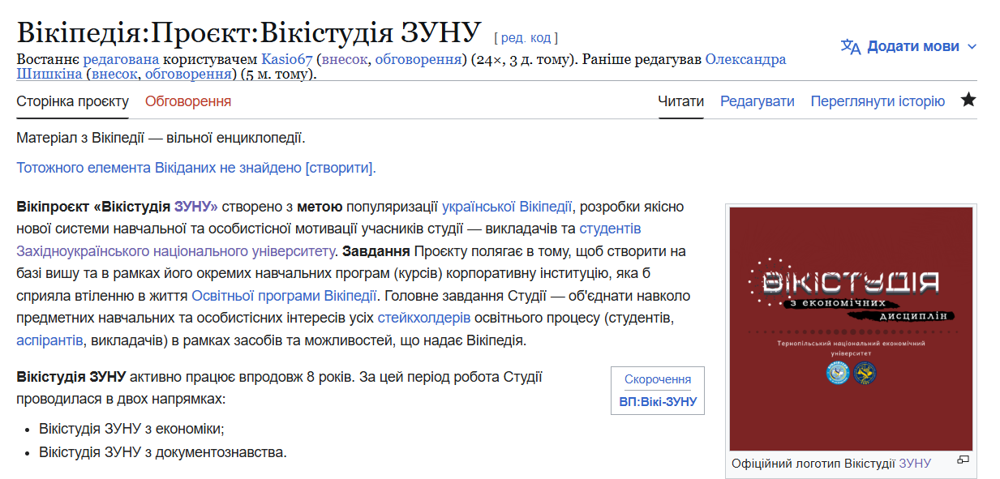 Вікіпедія:Проєкт:Вікістудія ЗУНУ [ ред. код ]
Востаннє редагована користувачем Kasio67 (внесок, обговорення) (24×, 3 д. тому). Раніше редагував Олександра
Шишкіна (внесок, обговорення) (5 м. тому).
Додати мови
Сторінка проєкту Обговорення Читати Редагувати Переглянути історію
Матеріал з Вікіпедії — вільної енциклопедії.
Тотожного елемента Вікіданих не знайдено [створити].
Вікіпроєкт «Вікістудія ЗУНУ» створено з метою популяризації української Вікіпедії, розробки якісно
нової системи навчальної та особистісної мотивації учасників студії — викладачів та студентів
Західноукраїнського національного університету. Завдання Проєкту полягає в тому, щоб створити на
базі вишу та в рамках його окремих навчальних програм (курсів) корпоративну інституцію, яка б
сприяла втіленню в життя Освітньої програми Вікіпедії. Головне завдання Студії — об'єднати навколо
предметних навчальних та особистісних інтересів усіх стейкхолдерів освітнього процесу (студентів,
аспірантів, викладачів) в рамках засобів та можливостей, що надає Вікіпедія.
Вікістудія ЗУНУ активно працює впродовж 8 років. За цей період робота Студії
проводилася в двох напрямках:
• Вікістудія ЗУНУ з економіки;
• Вікістудія ЗУНУ з документознавства.
Скорочення
ВП:Вікі-ЗУНУ
ВІКІСТУДІЯ
з економічних
дисциплін
Тернопільський національний економічний
університет
Офіційний логотип Вікістудії ЗУНУ